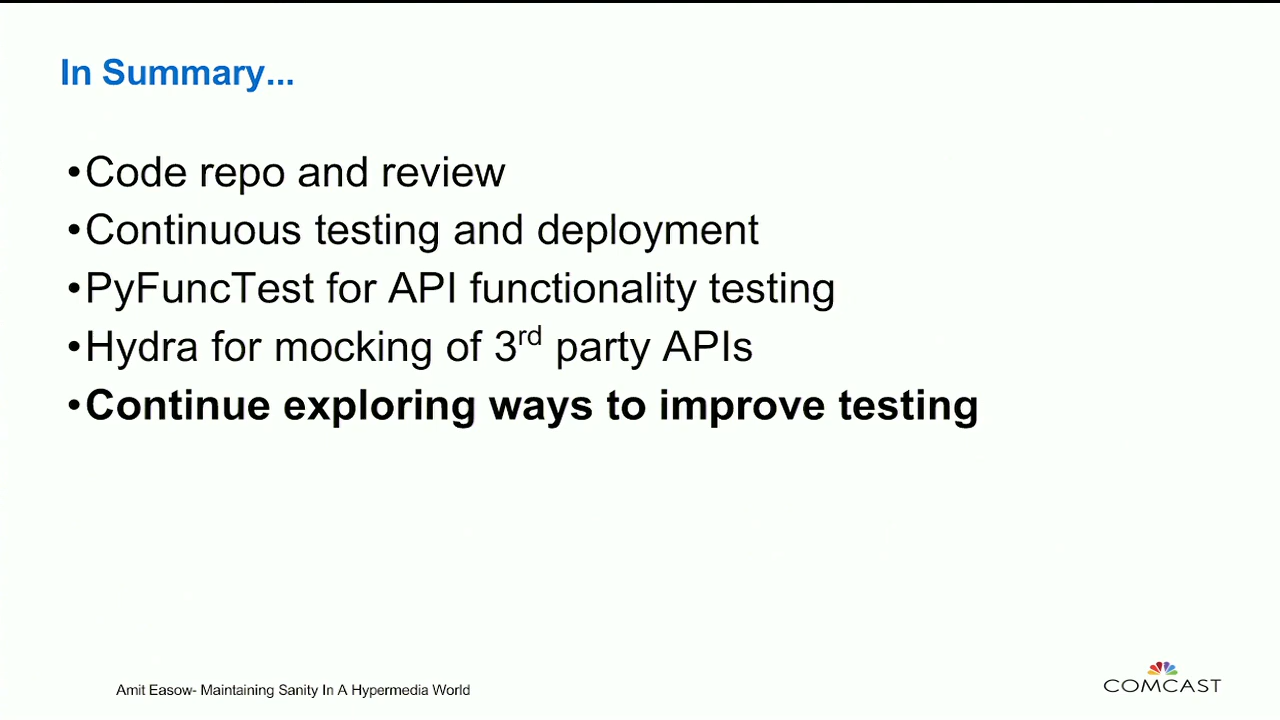 In Summary...
•Code repo and review
•Continuous testing and deployment
•PyFuncTest for API functionality testing
•Hydra for mocking of 3rd party APIs
•Continue exploring ways to improve testing
Amit Easow- Maintaining Sanity In A Hypermedia World
COMCAST